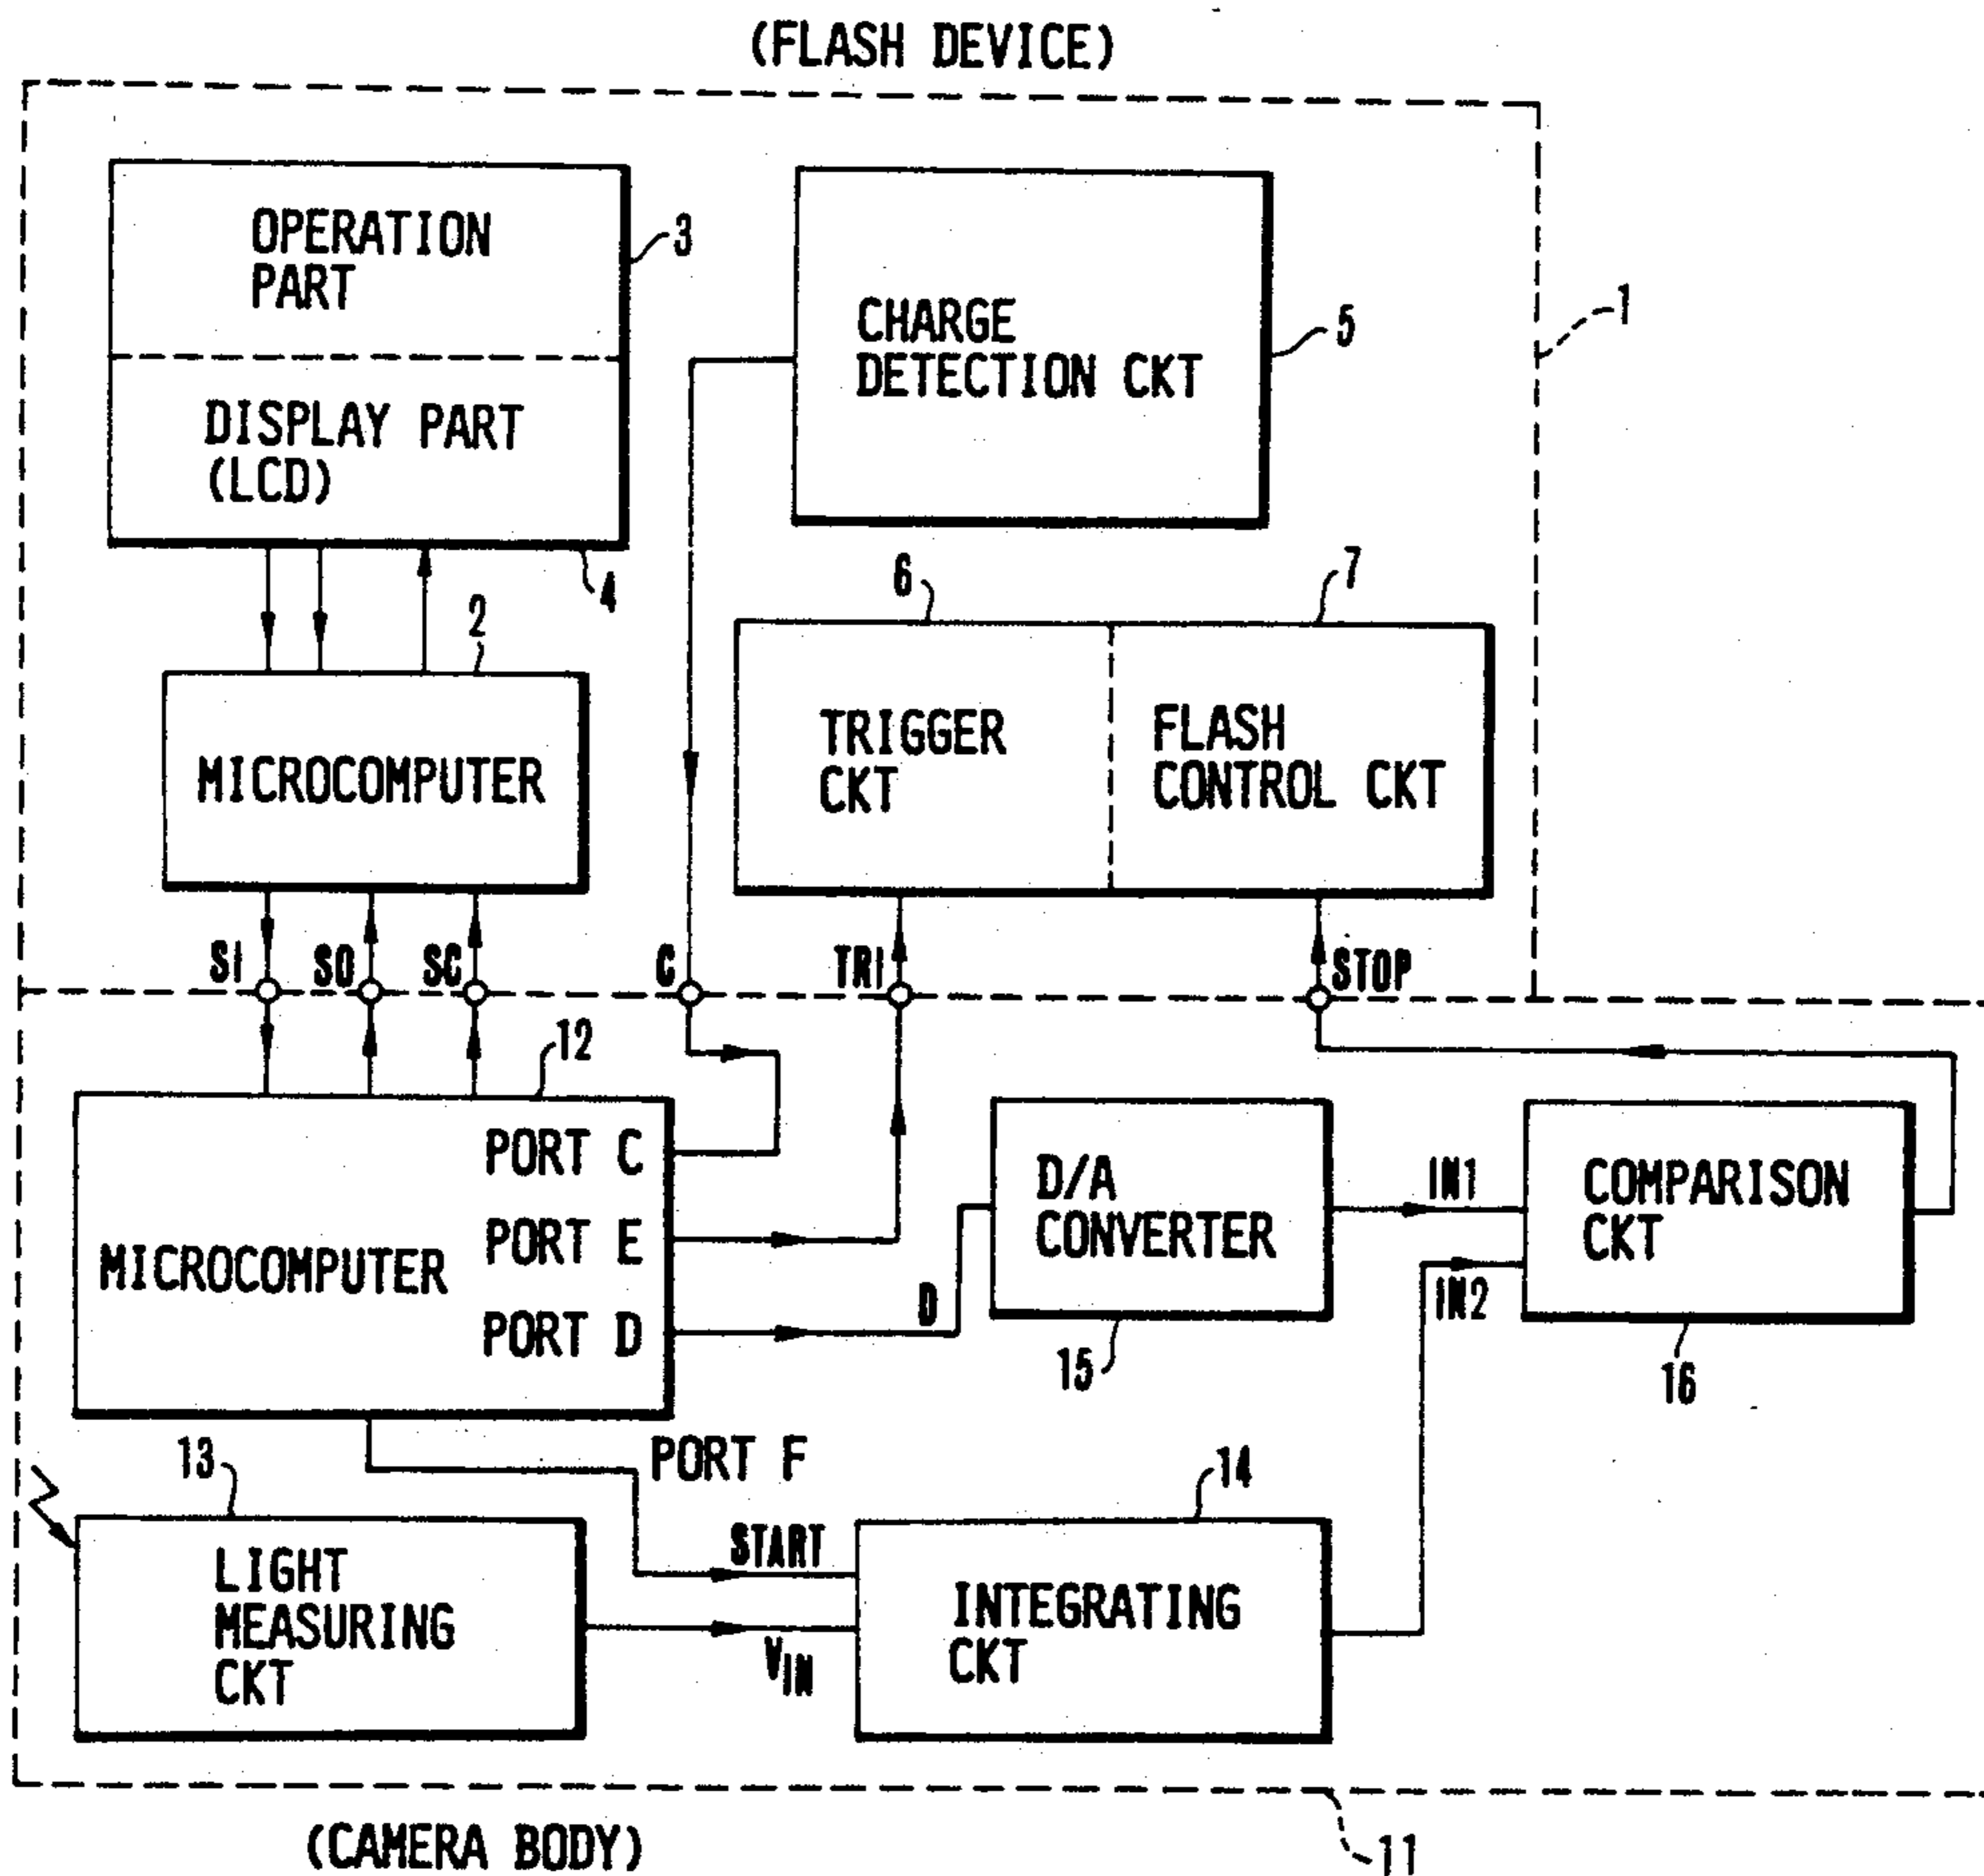 (FLASH DEVICE)
OPERATION
PART
3
DISPLAY PART
(LCD)
4
CHARGE
DETECTION CKT
5
1
2
MICROCOMPUTER
6
7
TRIGGER
CKT
FLASH
CONTROL CKT
SI
SO
SC
C
TRI
STOP
12
MICROCOMPUTER
PORT C
PORT E
PORT D
D
D/A
CONVERTER
15
IN1
IN2
COMPARISON
CKT
16
PORT F
13
LIGHT
MEASURING
CKT
START
VIN
14
INTEGRATING
CKT
(CAMERA BODY)
11